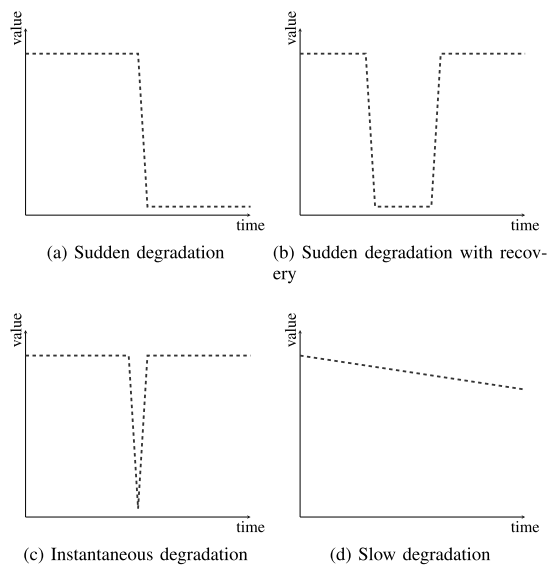 value
time
(a) Sudden degradation
value
time
(b) Sudden degradation with recov-
ery
value
time
(c) Instantaneous degradation
value
time
(d) Slow degradation